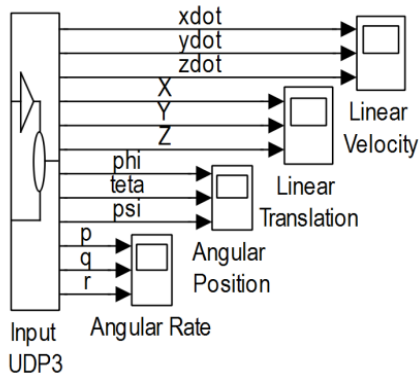 xdot
ydot
zdot
X
Y
Z
Linear
Velocity
phi
teta
psi
Linear
Translation
p
q
r
Angular
Position
Input
UDP3
Angular Rate